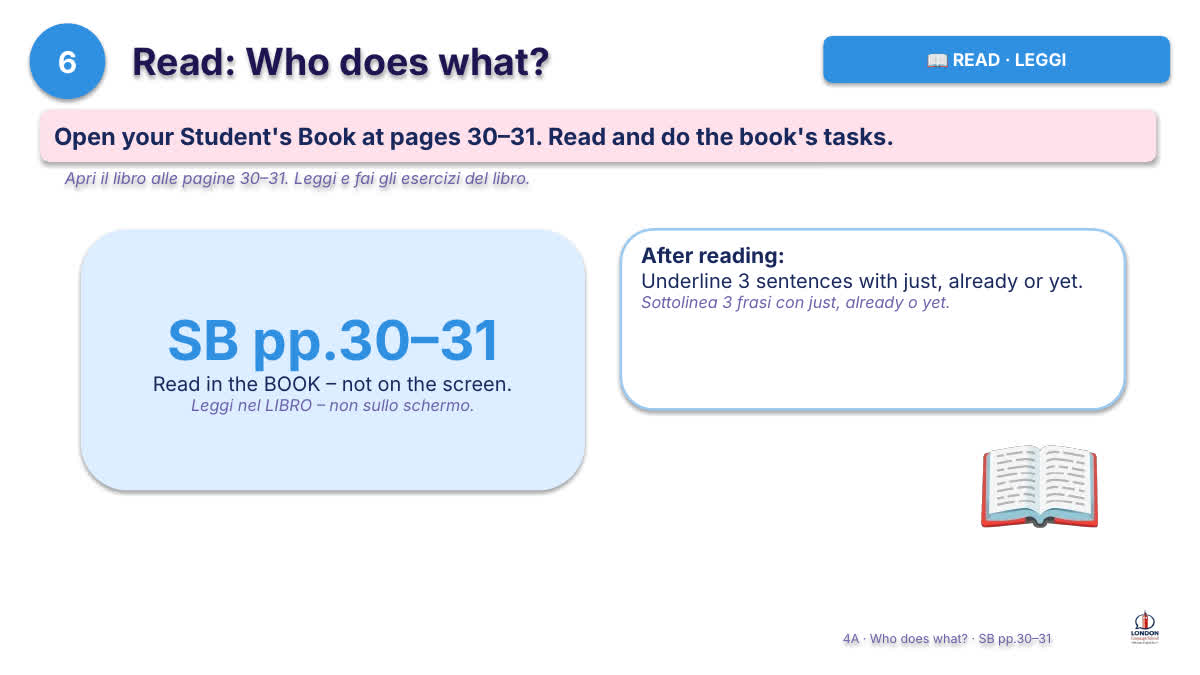 6
Read: Who does what?
📖 READ · LEGGI
Open your Student's Book at pages 30–31. Read and do the book's tasks.
Apri il libro alle pagine 30–31. Leggi e fai gli esercizi del libro.
SB pp.30–31
Read in the BOOK – not on the screen.
Leggi nel LIBRO – non sullo schermo.
After reading:
Underline 3 sentences with just, already or yet.
Sottolinea 3 frasi con just, already o yet.
4A · Who does what? · SB pp.30–31
LONDON